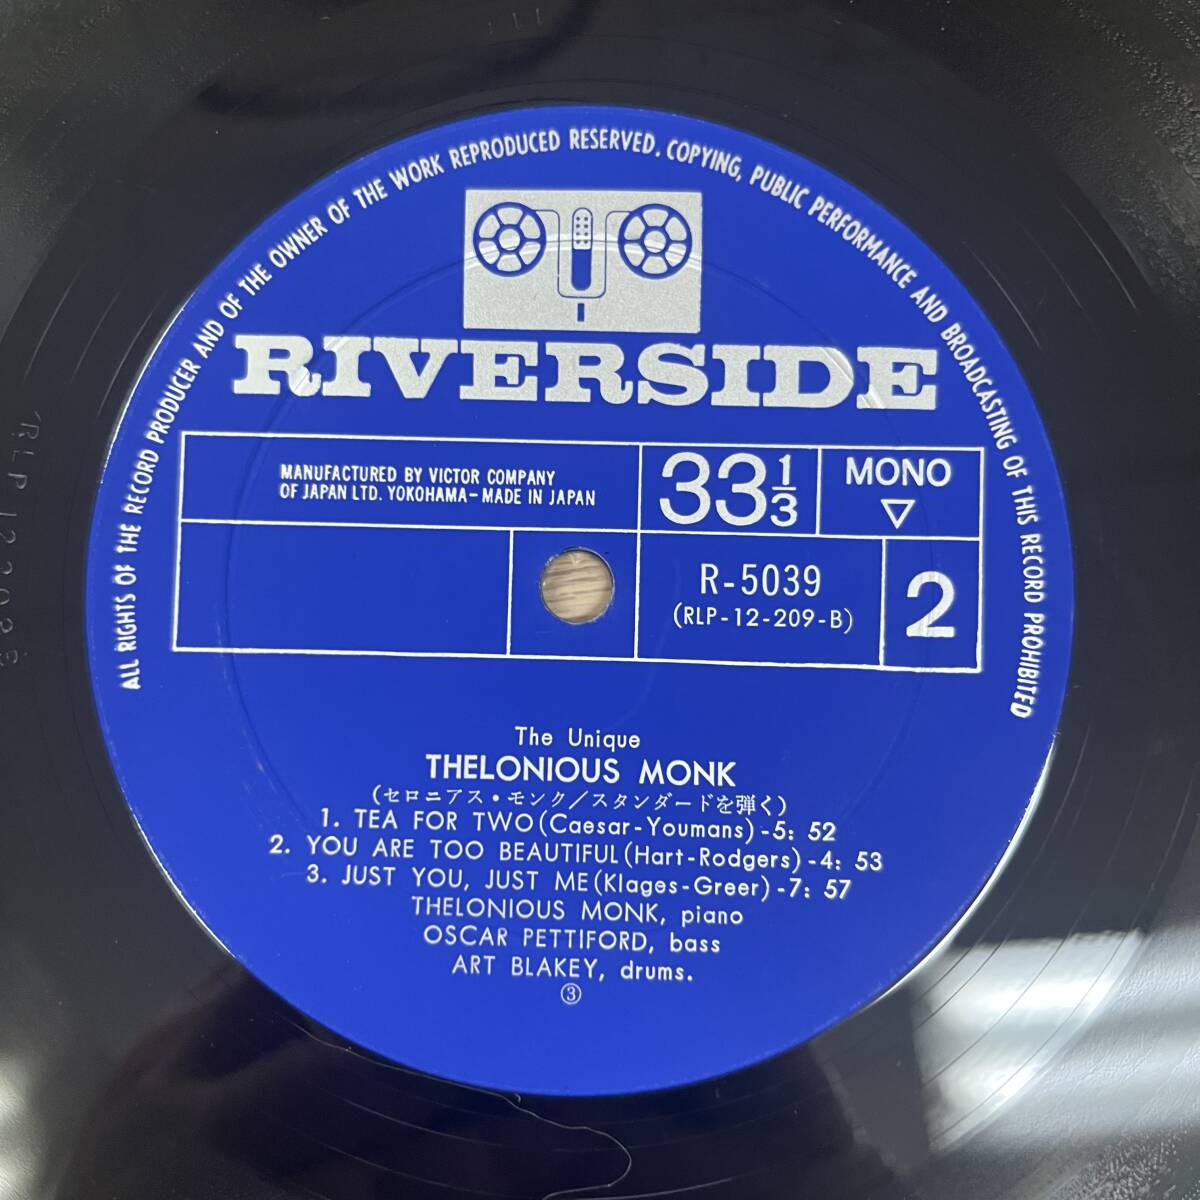 ALL RIGHTS OF THE RECORD PRODUCER AND OF THE OWNER OF THE WORK REPRODUCED RESERVED. COPYING, PUBLIC PERFORMANCE AND BROADCASTING OF THIS RECORD PROHIBITED
RIVERSIDE
MANUFACTURED BY VICTOR COMPANY
OF JAPAN LTD. YOKOHAMA-MADE IN JAPAN
33 1/3
MONO
▽
R-5039
(RLP-12-209-B)
2
The Unique
THELONIOUS MONK
(セロニアス・モンク/スタンダードを弾く)
1. TEA FOR TWO(Caesar-Youmans)-5: 52
2. YOU ARE TOO BEAUTIFUL(Hart-Rodgers)-4: 53
3. JUST YOU, JUST ME(Klages-Greer)-7: 57
THELONIOUS MONK, piano
OSCAR PETTIFORD, bass
ART BLAKEY, drums.
③